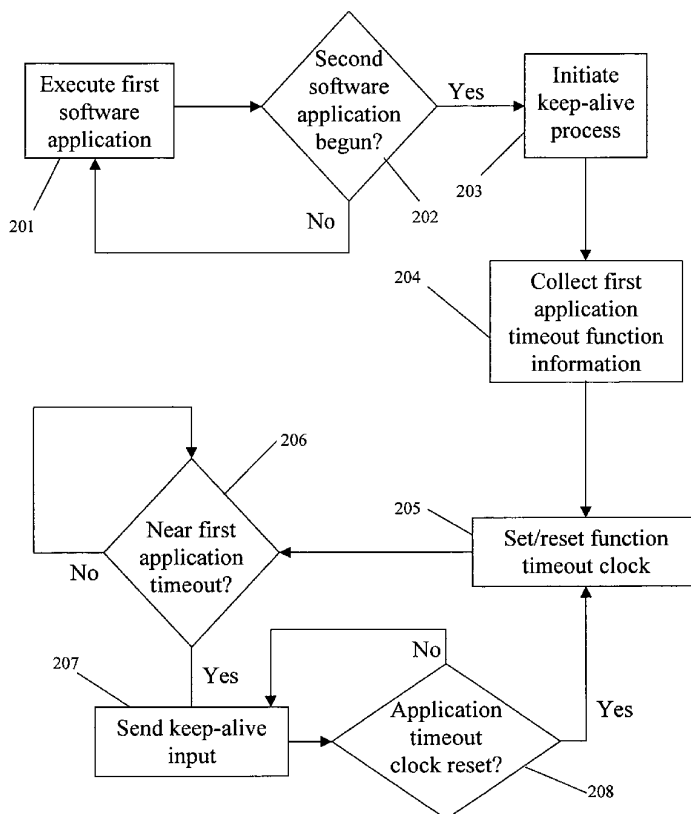 Execute first
software
application
201
Second
software
application
begun?
202
Yes
No
Initiate
keep-alive
process
203
204
Collect first
application
timeout function
information
205
Set/reset function
timeout clock
206
Near first
application
timeout?
No
Yes
207
Send keep-alive
input
No
Application
timeout
clock reset?
Yes
208